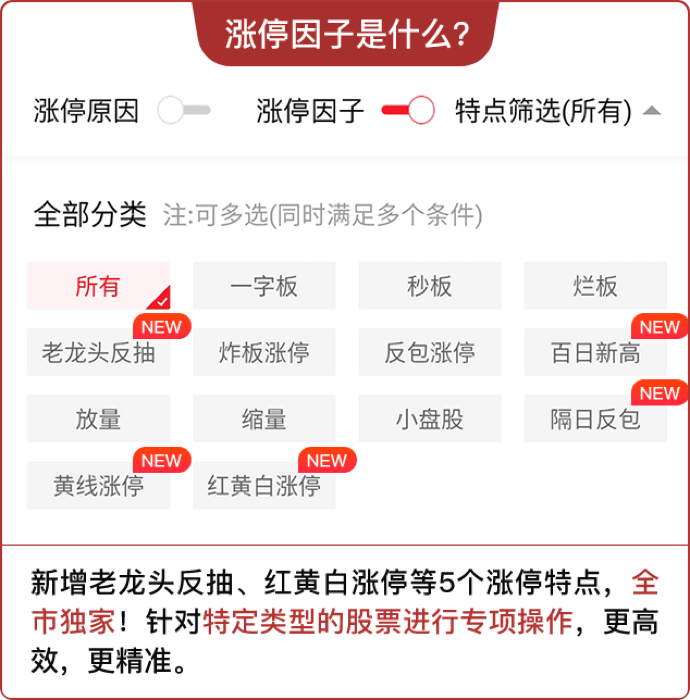 涨停因子是什么?
涨停原因 涨停因子 特点筛选(所有)
全部分类 注:可多选(同时满足多个条件)
所有 一字板 秒板 烂板
NEW NEW
老龙头反抽 炸板涨停 反包涨停 百日新高
NEW
放量 缩量 小盘股 隔日反包
NEW NEW
黄线涨停 红黄白涨停
新增老龙头反抽、红黄白涨停等5个涨停特点，全
市独家！针对特定类型的股票进行专项操作，更高
效，更精准。